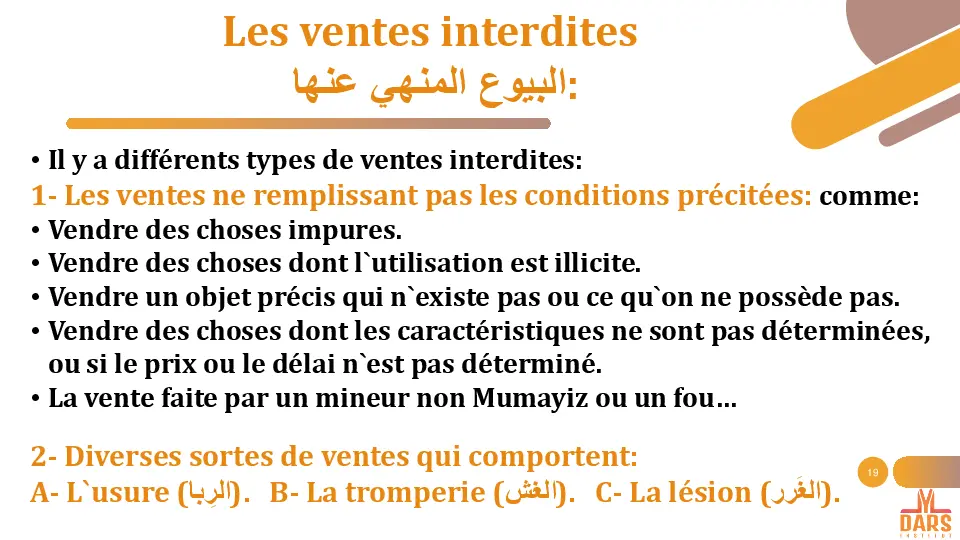 Les ventes interdites
البيوع المنهي عنها:
• Il y a différents types de ventes interdites:
1- Les ventes ne remplissant pas les conditions précitées: comme:
• Vendre des choses impures.
• Vendre des choses dont l`utilisation est illicite.
• Vendre un objet précis qui n`existe pas ou ce qu`on ne possède pas.
• Vendre des choses dont les caractéristiques ne sont pas déterminées,
ou si le prix ou le délai n`est pas déterminé.
• La vente faite par un mineur non Mumayiz ou un fou…
2- Diverses sortes de ventes qui comportent:
A- L`usure (الرِبا). B- La tromperie (الغش). C- La lésion (الغَرر).
19
DARS
INSTITUT